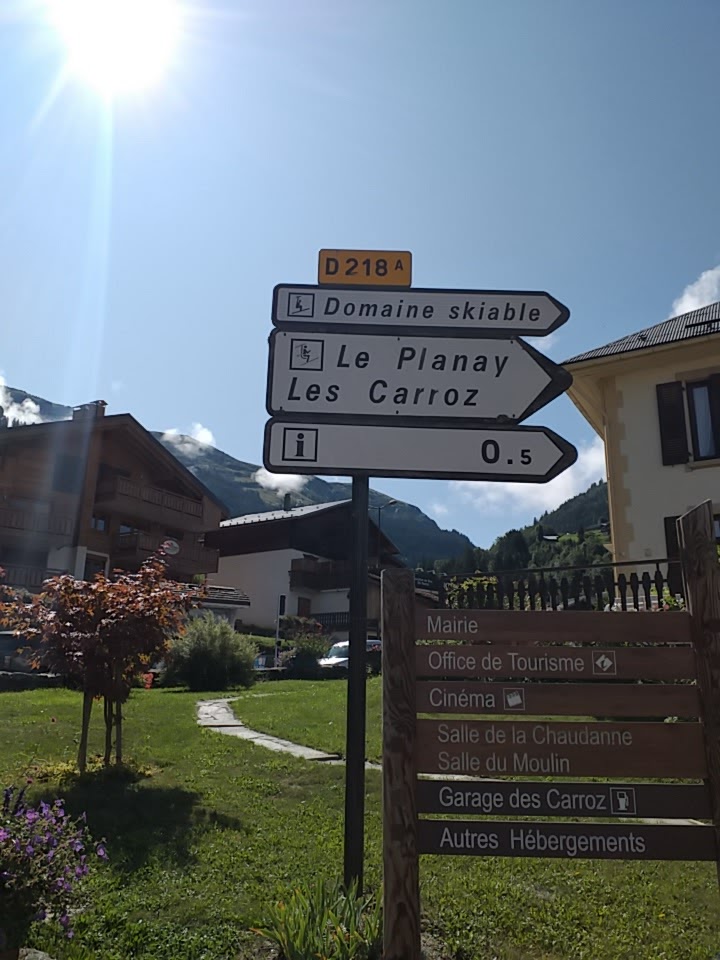 D218A
Domaine skiable
Le Planay
Les Carroz
i 0.5
Mairie
Office de Tourisme
Cinéma
Salle de la Chaudanne
Salle du Moulin
Garage des Carroz
Autres Hébergements